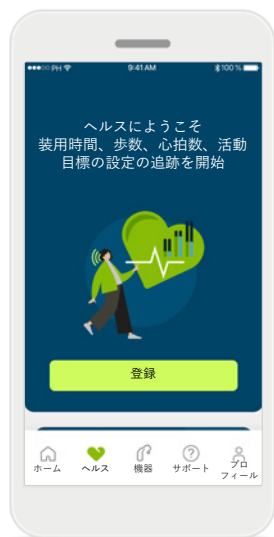 PH
9:41 AM
100 %
ヘルスにようこそ
装用時間、歩数、心拍数、活動
目標の設定の追跡を開始
登録
ホーム
ヘルス
機器
サポート
プロ
フィール